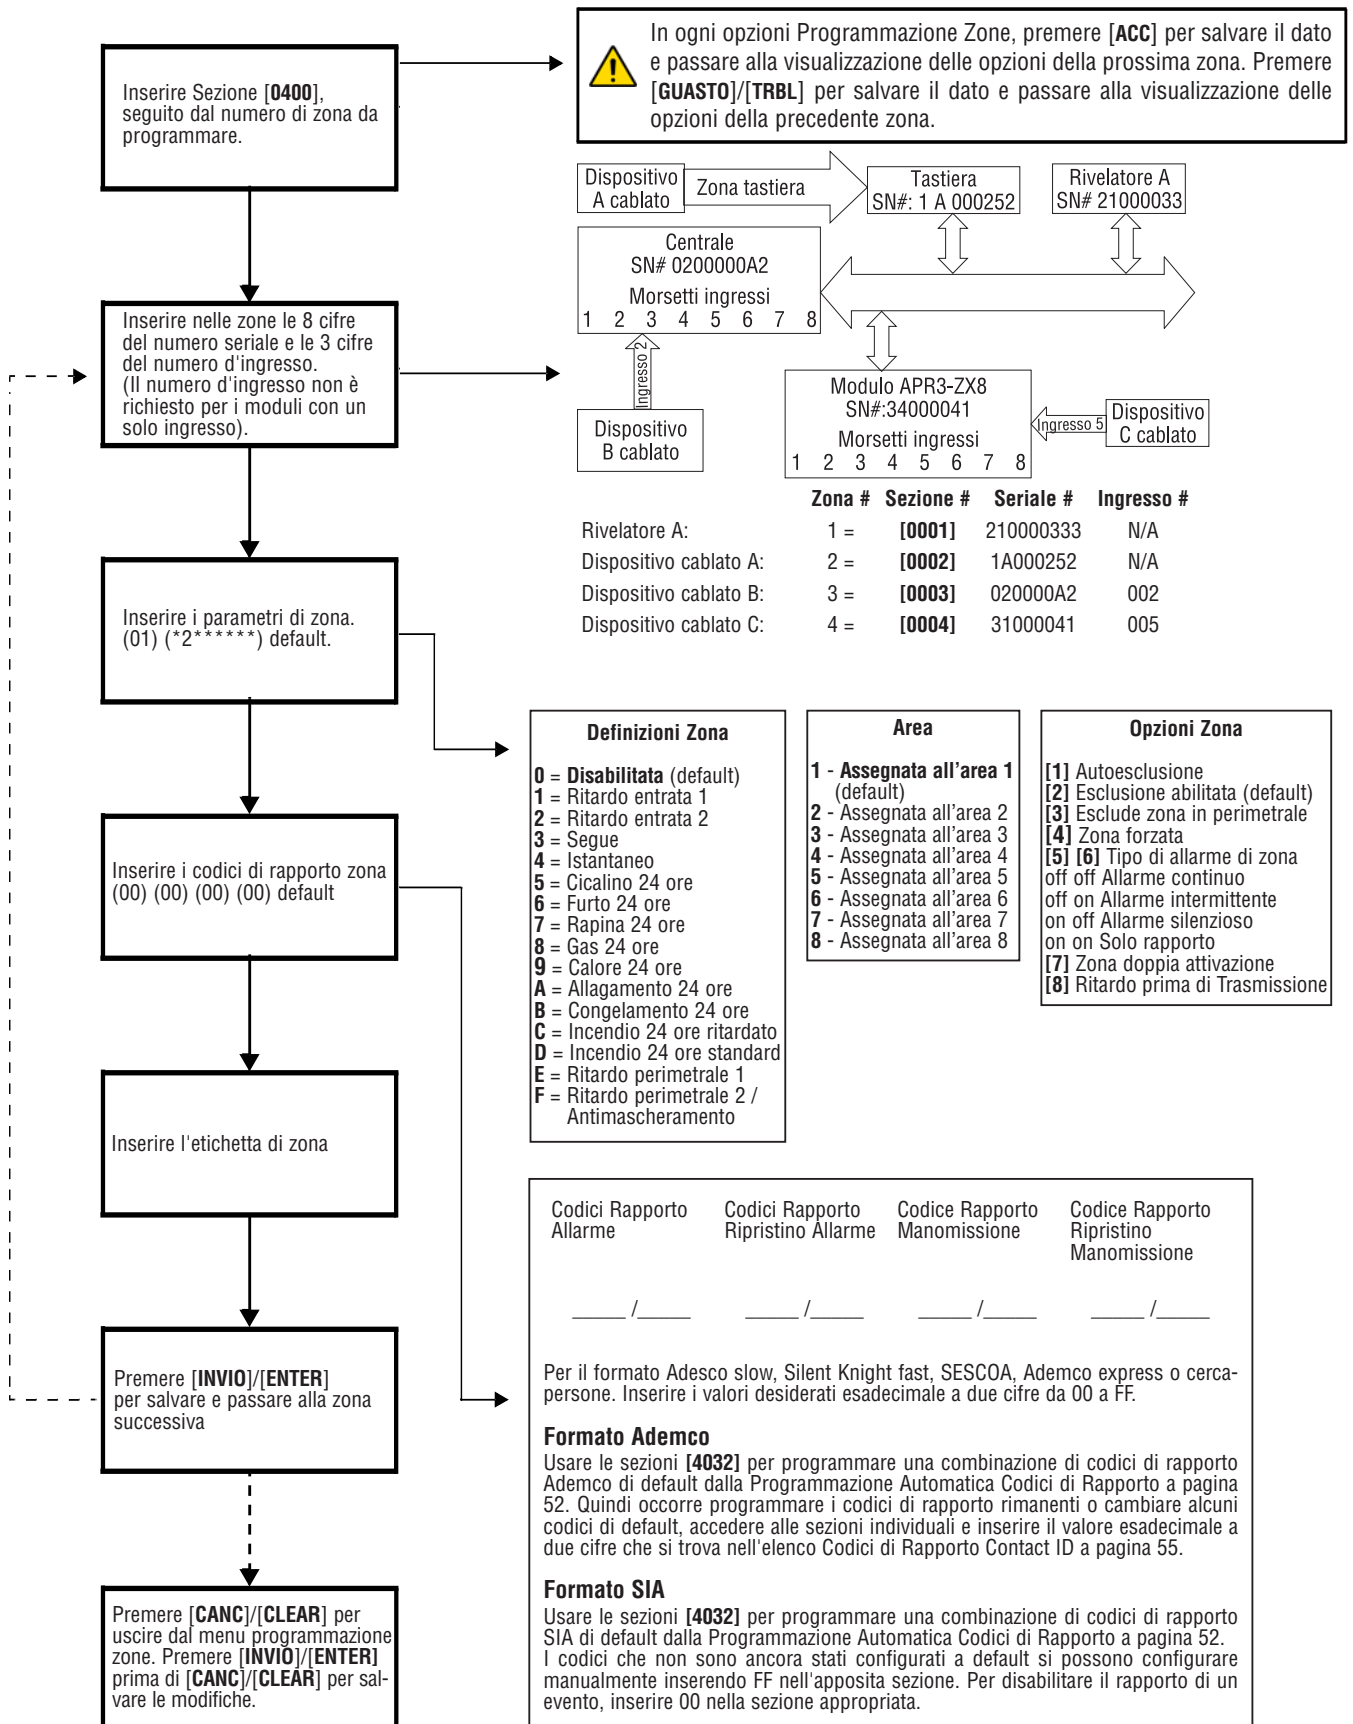 In ogni opzioni Programmazione Zone, premere [ACC] per salvare il dato
e passare alla visualizzazione delle opzioni della prossima zona. Premere
[GUASTO]/[TRBL] per salvare il dato e passare alla visualizzazione delle
opzioni della precedente zona.
Inserire Sezione [0400],
seguito dal numero di zona da
programmare.
Dispositivo
A cablato
Zona tastiera
Tastiera
SN#: 1 A 000252
Rivelatore A
SN# 21000033
Centrale
SN# 0200000A2
Morsetti ingressi
1 2 3 4 5 6 7 8
Ingresso 2
Dispositivo
B cablato
Modulo APR3-ZX8
SN#:34000041
Morsetti ingressi
1 2 3 4 5 6 7 8
Ingresso 5
Dispositivo
C cablato
Inserire nelle zone le 8 cifre
del numero seriale e le 3 cifre
del numero d'ingresso.
(Il numero d'ingresso non è
richiesto per i moduli con un
solo ingresso).
Zona # Sezione # Seriale # Ingresso #
Rivelatore A: 1 = [0001] 210000333 N/A
Dispositivo cablato A: 2 = [0002] 1A000252 N/A
Dispositivo cablato B: 3 = [0003] 020000A2 002
Dispositivo cablato C: 4 = [0004] 31000041 005
Inserire i parametri di zona.
(01) (*2******) default.
Definizioni Zona
0 = Disabilitata (default)
1 = Ritardo entrata 1
2 = Ritardo entrata 2
3 = Segue
4 = Istantaneo
5 = Cicalino 24 ore
6 = Furto 24 ore
7 = Rapina 24 ore
8 = Gas 24 ore
9 = Calore 24 ore
A = Allagamento 24 ore
B = Congelamento 24 ore
C = Incendio 24 ore ritardato
D = Incendio 24 ore standard
E = Ritardo perimetrale 1
F = Ritardo perimetrale 2 /
Antimascheramento
Area
1 - Assegnata all'area 1
(default)
2 - Assegnata all'area 2
3 - Assegnata all'area 3
4 - Assegnata all'area 4
5 - Assegnata all'area 5
6 - Assegnata all'area 6
7 - Assegnata all'area 7
8 - Assegnata all'area 8
Opzioni Zona
[1] Autoesclusione
[2] Esclusione abilitata (default)
[3] Esclude zona in perimetrale
[4] Zona forzata
[5] [6] Tipo di allarme di zona
off off Allarme continuo
off on Allarme intermittente
on off Allarme silenzioso
on on Solo rapporto
[7] Zona doppia attivazione
[8] Ritardo prima di Trasmissione
Inserire i codici di rapporto zona
(00) (00) (00) (00) default
Inserire l'etichetta di zona
Premere [INVIO]/[ENTER]
per salvare e passare alla zona
successiva
Premere [CANC]/[CLEAR] per
uscire dal menu programmazione
zone. Premere [INVIO]/[ENTER]
prima di [CANC]/[CLEAR] per sal-
vare le modifiche.
Codici Rapporto
Allarme
Codici Rapporto
Ripristino Allarme
Codice Rapporto
Manomissione
Codice Rapporto
Ripristino
Manomissione
_____ /_____ _____ /_____ _____ /_____ _____ /_____
Per il formato Adesco slow, Silent Knight fast, SESCOA, Ademco express o cerca-
persone. Inserire i valori desiderati esadecimale a due cifre da 00 a FF.
Formato Ademco
Usare le sezioni [4032] per programmare una combinazione di codici di rapporto
Ademco di default dalla Programmazione Automatica Codici di Rapporto a pagina
52. Quindi occorre programmare i codici di rapporto rimanenti o cambiare alcuni
codici di default, accedere alle sezioni individuali e inserire il valore esadecimale a
due cifre che si trova nell'elenco Codici di Rapporto Contact ID a pagina 55.
Formato SIA
Usare le sezioni [4032] per programmare una combinazione di codici di rapporto
SIA di default dalla Programmazione Automatica Codici di Rapporto a pagina 52.
I codici che non sono ancora stati configurati a default si possono configurare
manualmente inserendo FF nell'apposita sezione. Per disabilitare il rapporto di un
evento, inserire 00 nella sezione appropriata.